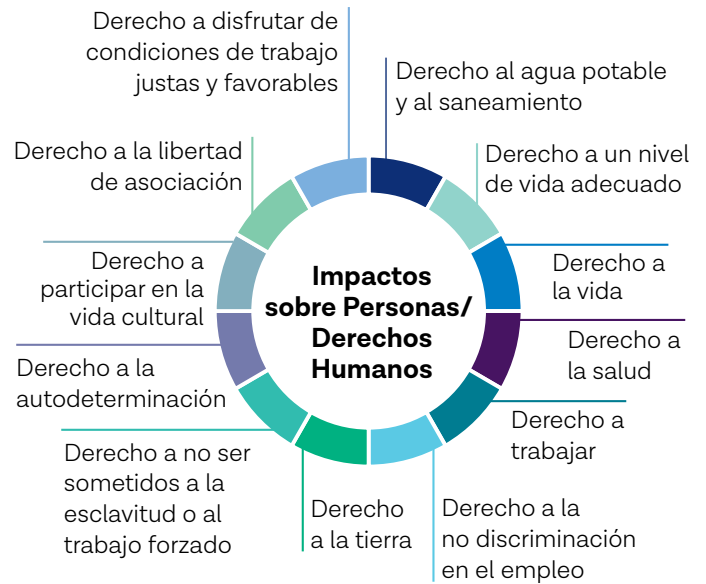 Derecho a disfrutar de
condiciones de trabajo
justas y favorables
Derecho al agua potable
y al saneamiento
Derecho a la libertad
de asociación
Derecho a un nivel
de vida adecuado
Derecho a
participar en la
vida cultural
Impactos
sobre Personas/
Derechos
Humanos
Derecho a
la vida
Derecho a la
autodeterminación
Derecho a
la salud
Derecho a no ser
sometidos a la
esclavitud o al
trabajo forzado
Derecho
a la tierra
Derecho a la
no discriminación
en el empleo
Derecho a
trabajar